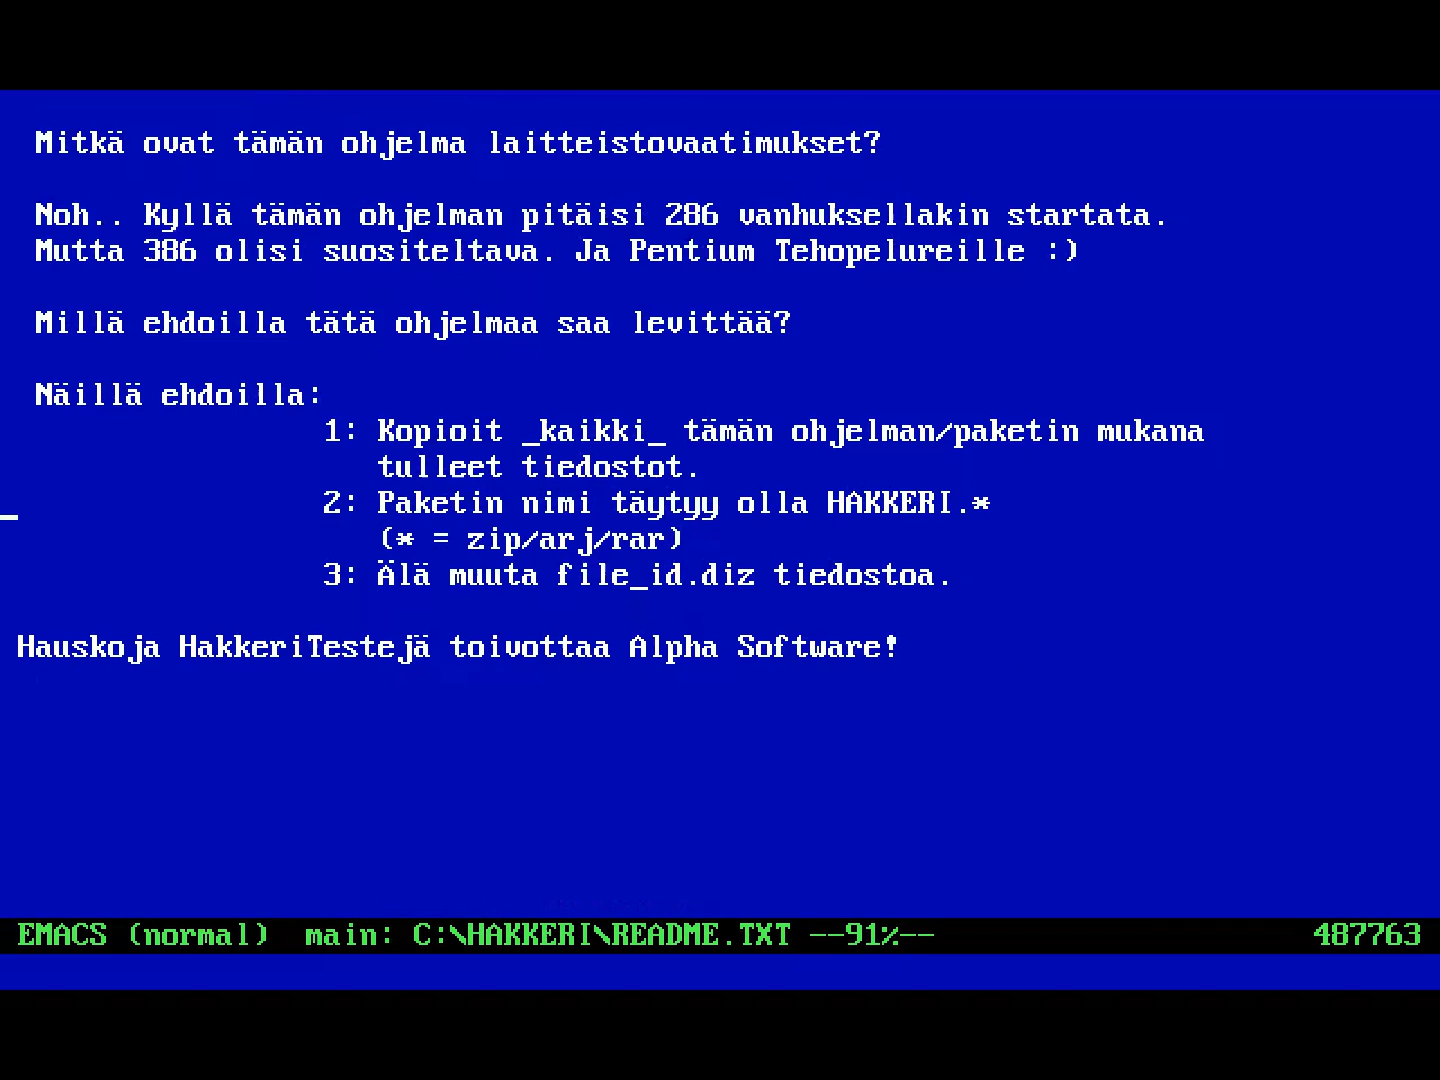 Mitkä ovat tämän ohjelma laitteistovaatimukset?
Noh.. Kyllä tämän ohjelman pitäisi 286 vanhuksellakin startata.
Mutta 386 olisi suositeltava. Ja Pentium Tehopelureille :)
Millä ehdoilla tätä ohjelmaa saa levittää?
Näillä ehdoilla:
1: Kopioit _kaikki_ tämän ohjelman/paketin mukana
tulleet tiedostot.
2: Paketin nimi täytyy olla HAKKERI.*
(* = zip/arj/rar)
3: Älä muuta file_id.diz tiedostoa.
Hauskoja HakkeriTestejä toivottaa Alpha Software!
EMACS (normal)  main: C:\HAKKERI\README.TXT --91%-- 487763